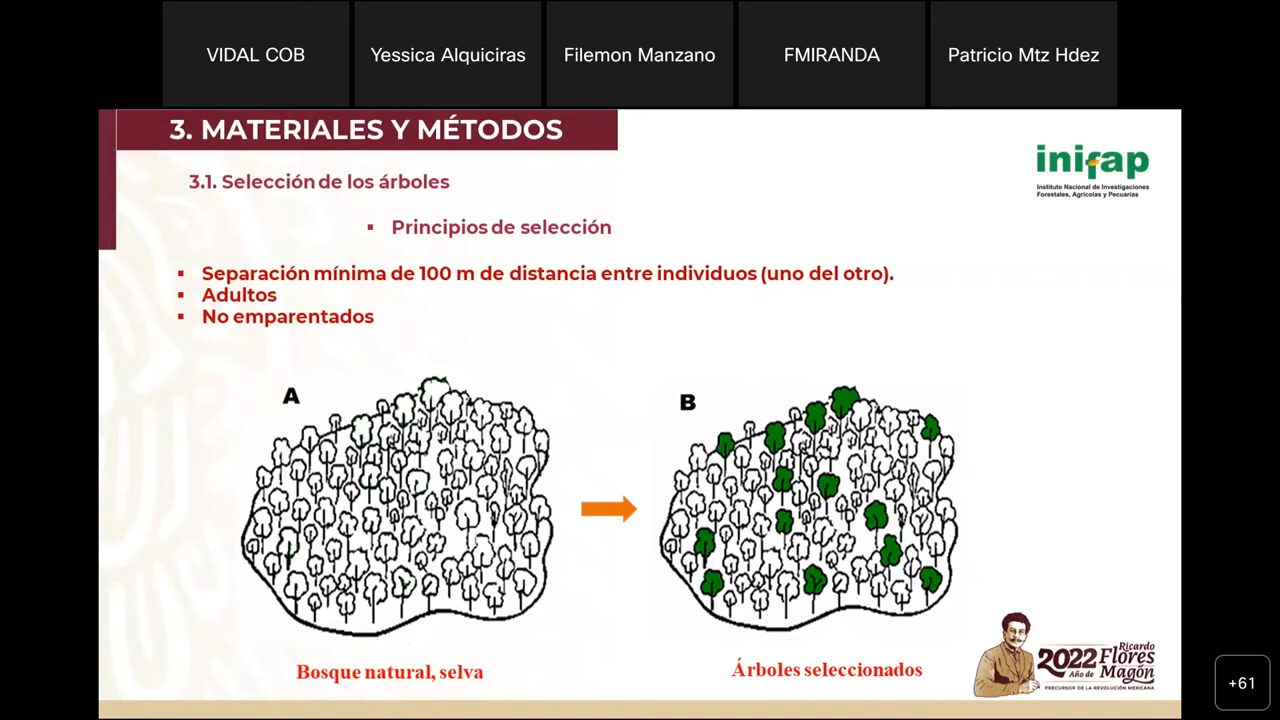 VIDAL COB
Yessica Alquiciras
Filemon Manzano
FMIRANDA
Patricio Mtz Hdez
3. MATERIALES Y MÉTODOS
inifap
Instituto Nacional de Investigaciones
Forestales, Agrícolas y Pecuarias
3.1. Selección de los árboles
▪ Principios de selección
▪ Separación mínima de 100 m de distancia entre individuos (uno del otro).
▪ Adultos
▪ No emparentados
A
B
Bosque natural, selva
Árboles seleccionados
2022 Ricardo
Año de Flores
Magón
PRECURSOR DE LA REVOLUCIÓN MEXICANA
+61